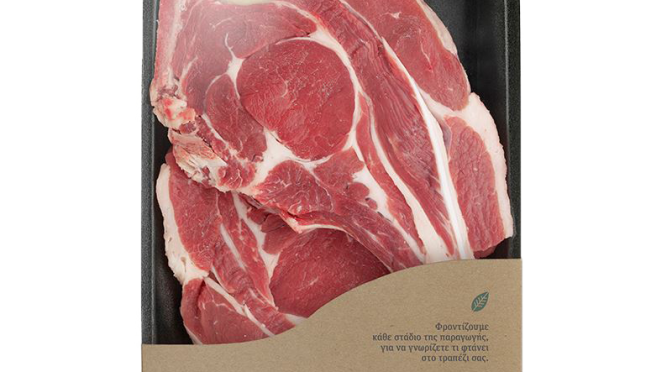 Φροντίζουμε
κάθε στάδιο της παραγωγής,
για να γνωρίζετε τι φτάνει
στο τραπέζι σας.